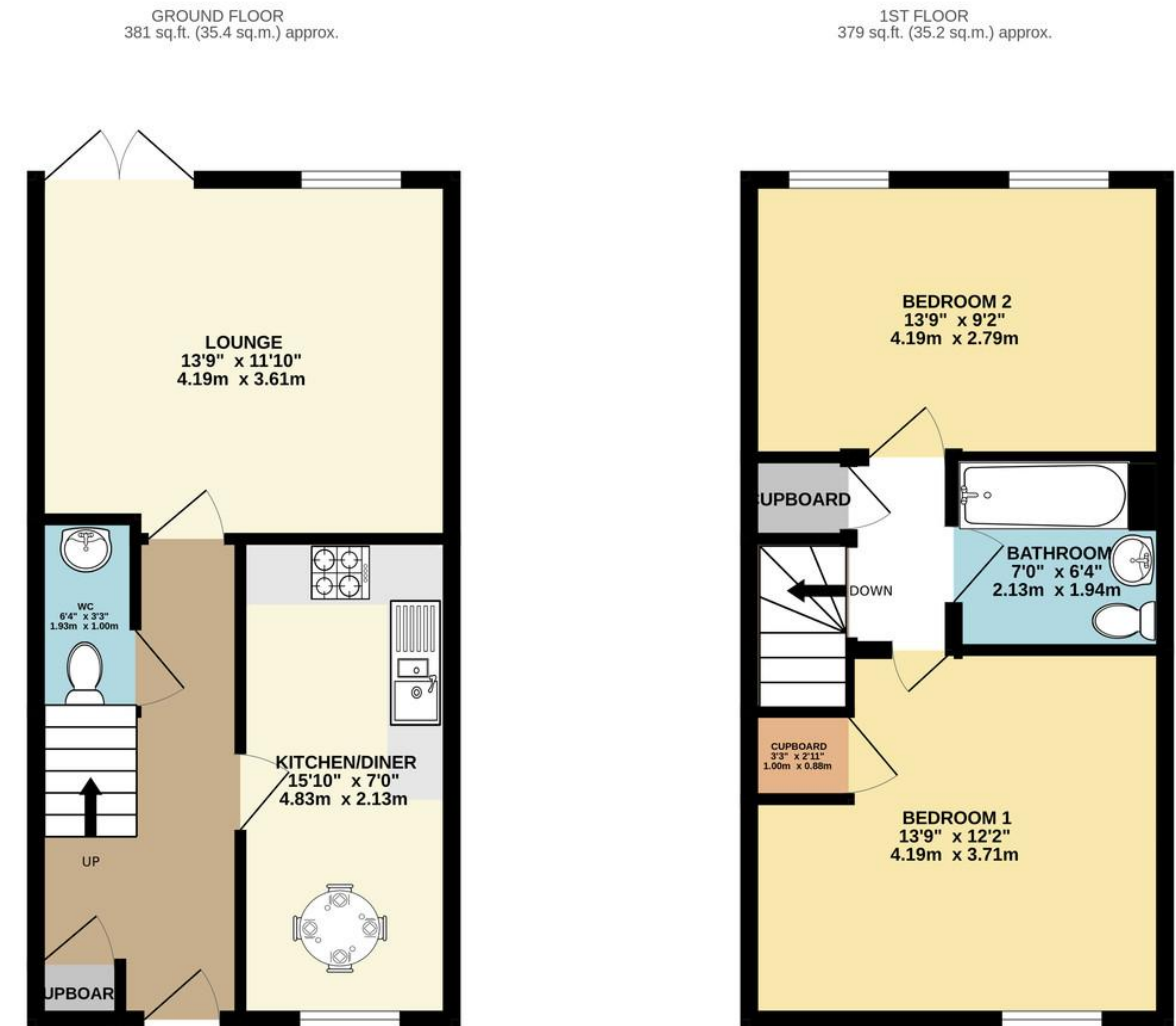 GROUND FLOOR
381 sq.ft. (35.4 sq.m.) approx.
1ST FLOOR
379 sq.ft. (35.2 sq.m.) approx.
LOUNGE
13'9" x 11'10"
4.19m x 3.61m
WC
6'4" x 3'3"
1.93m x 1.00m
KITCHEN/DINER
15'10" x 7'0"
4.83m x 2.13m
UP
UPBOAR
BEDROOM 2
13'9" x 9'2"
4.19m x 2.79m
CUPBOARD
BATHROOM
7'0" x 6'4"
2.13m x 1.94m
DOWN
CUPBOARD
3'3" x 2'11"
1.00m x 0.88m
BEDROOM 1
13'9" x 12'2"
4.19m x 3.71m